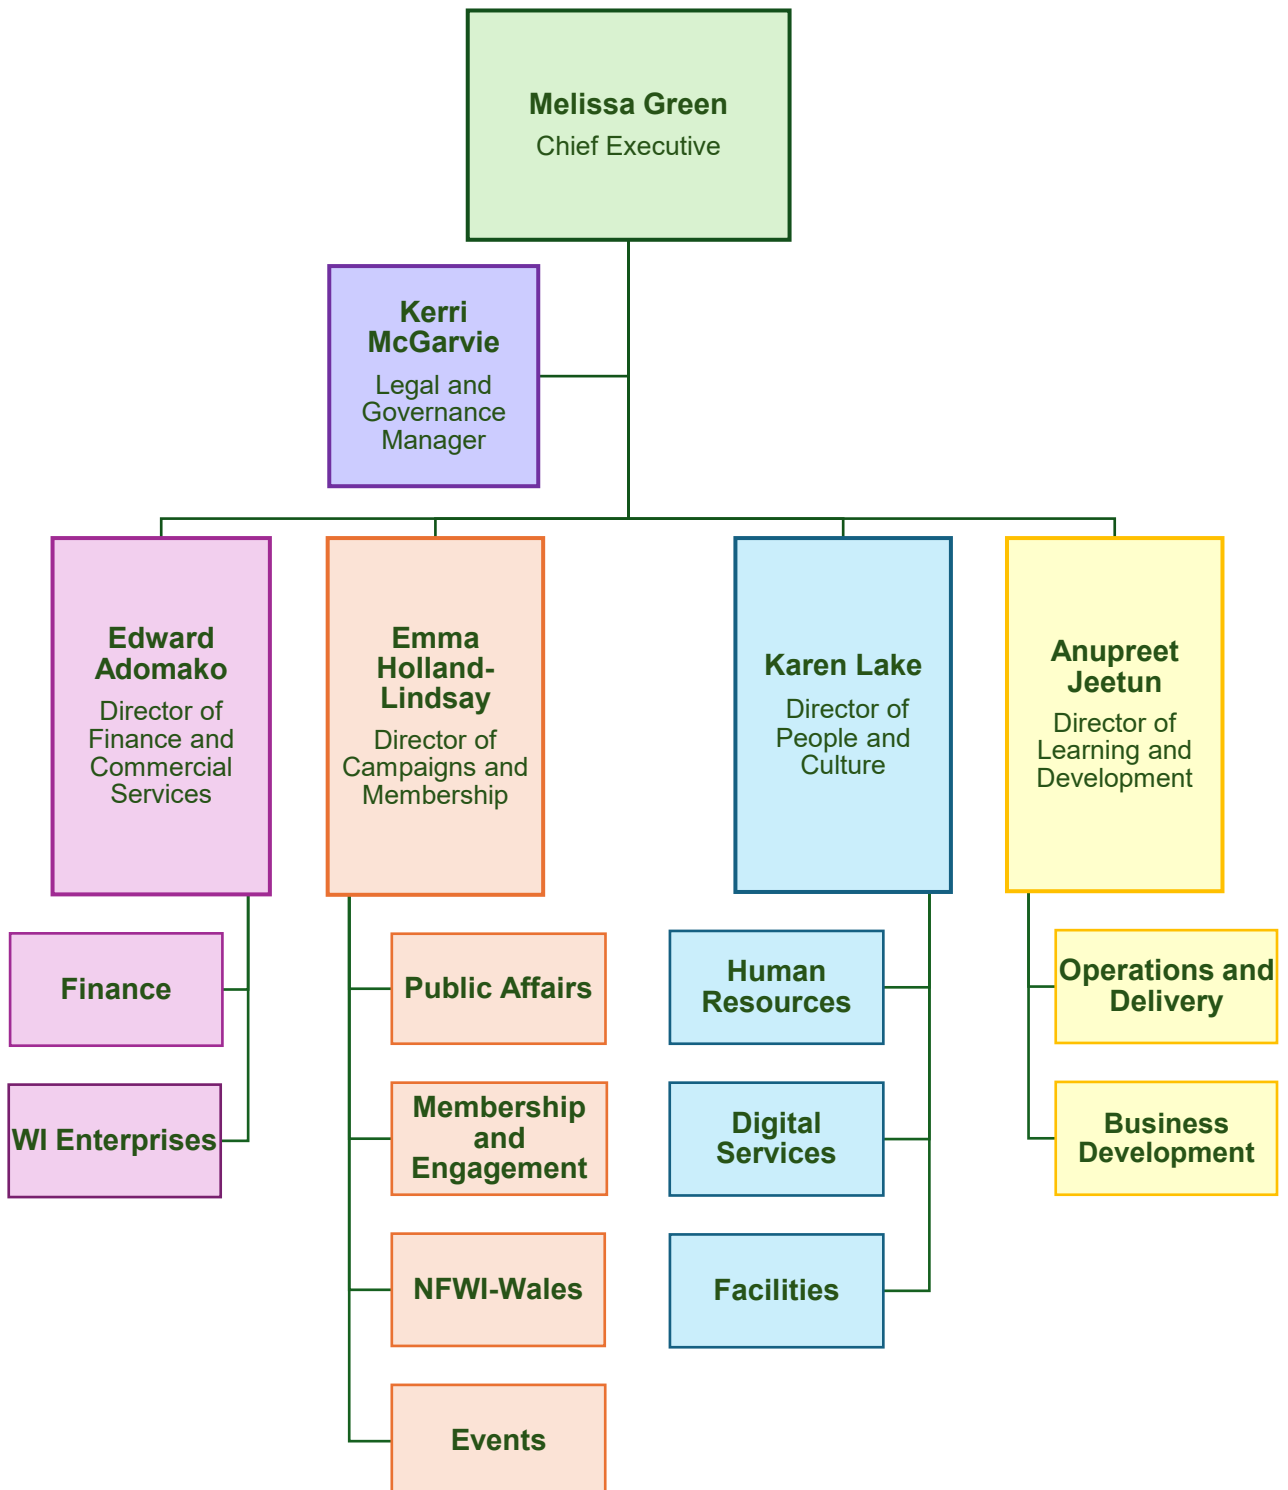 Melissa Green
Chief Executive
Kerri
McGarvie
Legal and
Governance
Manager
Edward
Adomako
Director of
Finance and
Commercial
Services
Emma
Holland-
Lindsay
Director of
Campaigns and
Membership
Karen Lake
Director of
People and
Culture
Anupreet
Jeetun
Director of
Learning and
Development
Finance
WI Enterprises
Public Affairs
Membership
and
Engagement
NFWI-Wales
Events
Human
Resources
Digital
Services
Facilities
Operations and
Delivery
Business
Development